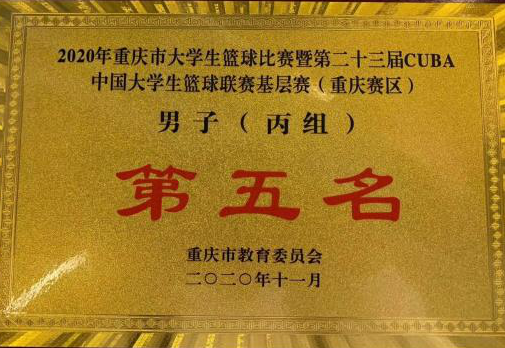 2020年重庆市大学生篮球比赛暨第二十三届CUBA
中国大学生篮球联赛基层赛（重庆赛区）
男子（丙组）
第五名
重庆市教育委员会
二〇二〇年十一月